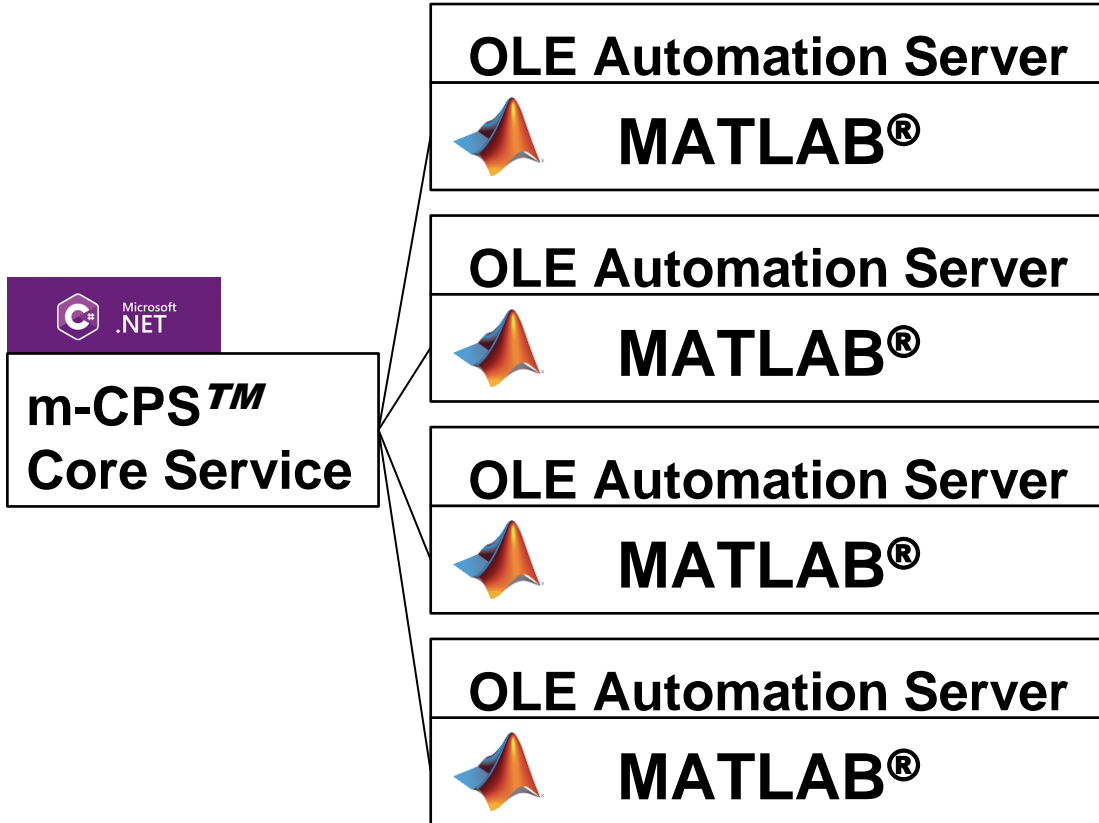 OLE Automation Server
MATLAB®
OLE Automation Server
MATLAB®
C#
Microsoft
.NET
m-CPS™
Core Service
OLE Automation Server
MATLAB®
OLE Automation Server
MATLAB®